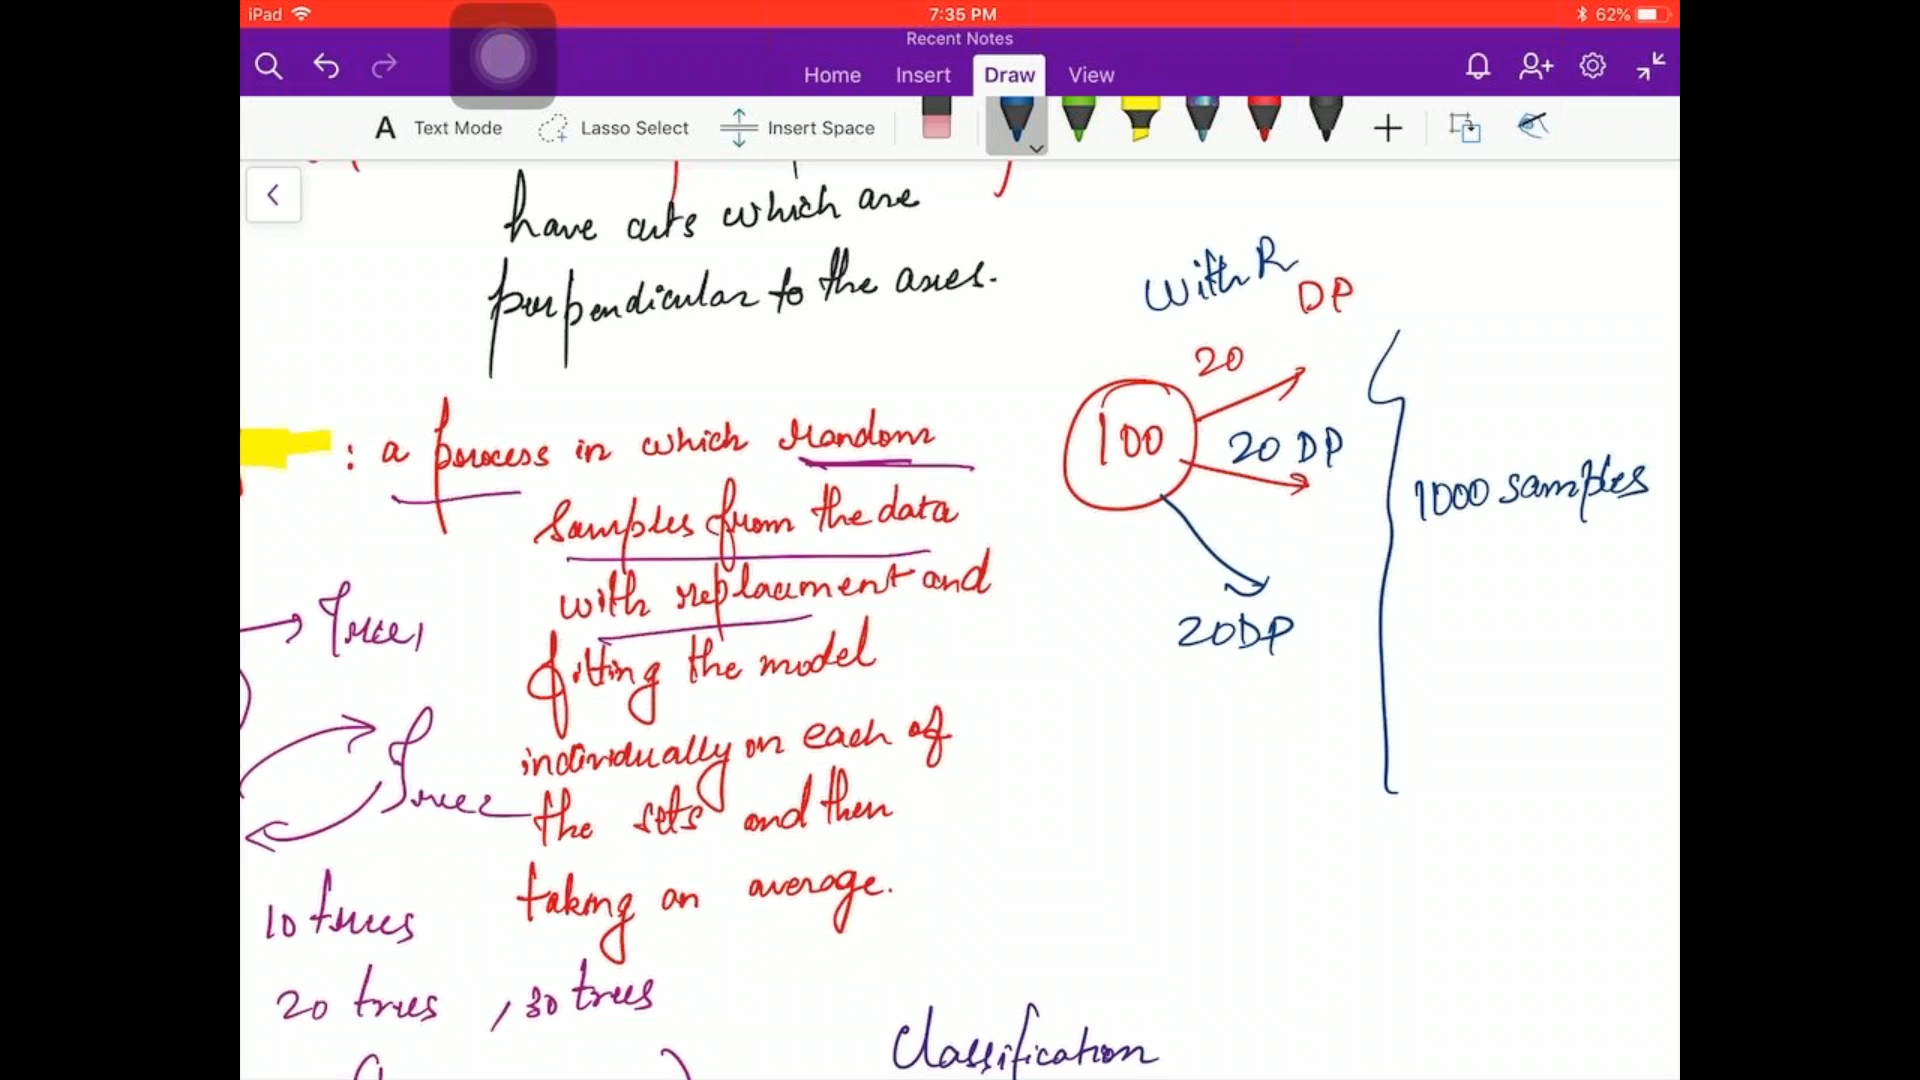 iPad
7:35 PM
62%
Recent Notes
Home Insert Draw View
A Text Mode Lasso Select Insert Space
have cuts which are
perpendicular to the axes.
: a process in which random
samples from the data
with replacement and
fitting the model
individually on each of
the sets and then
taking an average.
Tree1
Tree2
10 trees
20 trees , 30 trees
With R
DP
20
100
20 DP
20DP
1000 samples
Classification